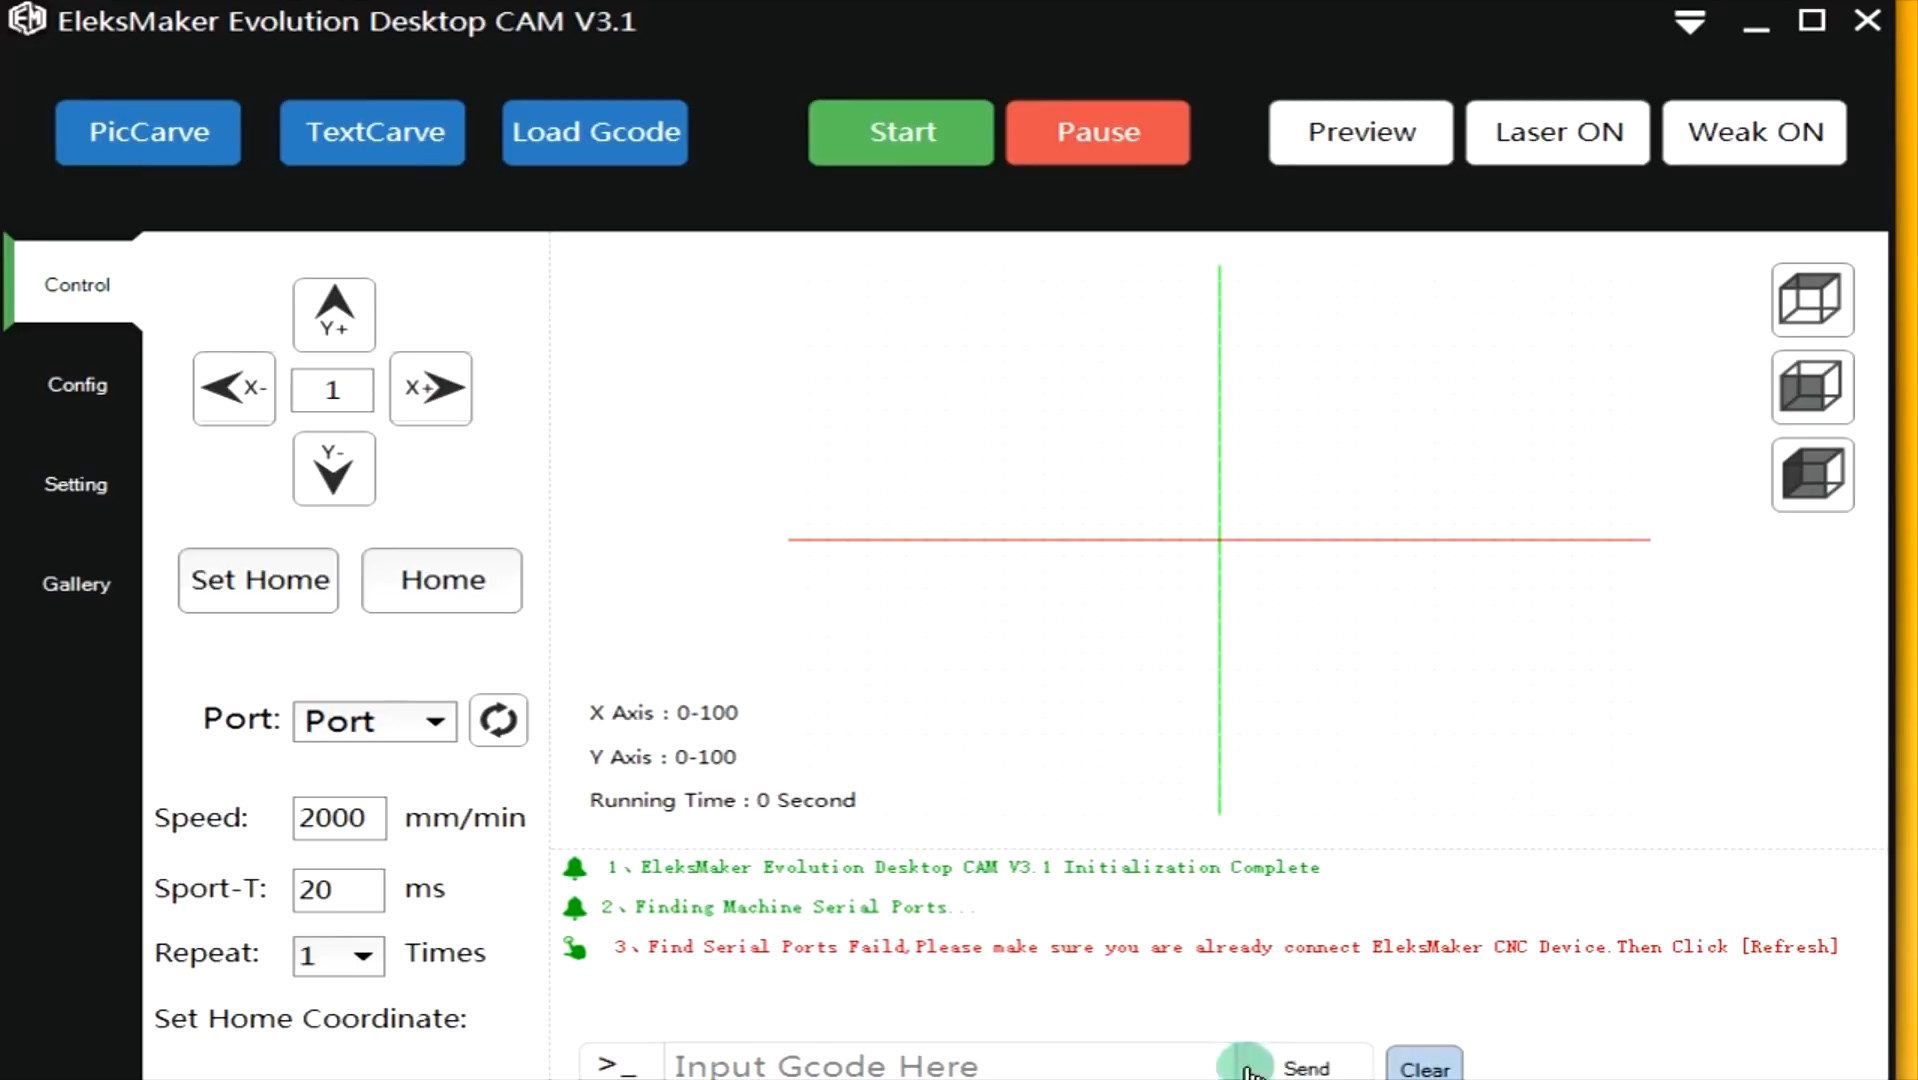 EM EleksMaker Evolution Desktop CAM V3.1
PicCarve TextCarve Load Gcode Start Pause Preview Laser ON Weak ON
Control
Config
Setting
Gallery
Y+
X- 1 X+
Y-
Set Home Home
Port: Port
Speed: 2000 mm/min
Sport-T: 20 ms
Repeat: 1 Times
Set Home Coordinate:
X Axis : 0-100
Y Axis : 0-100
Running Time : 0 Second
1、EleksMaker Evolution Desktop CAM V3.1 Initialization Complete
2、Finding Machine Serial Ports...
3、Find Serial Ports Faild,Please make sure you are already connect EleksMaker CNC Device.Then Click [Refresh]
>_ Input Gcode Here Send Clear